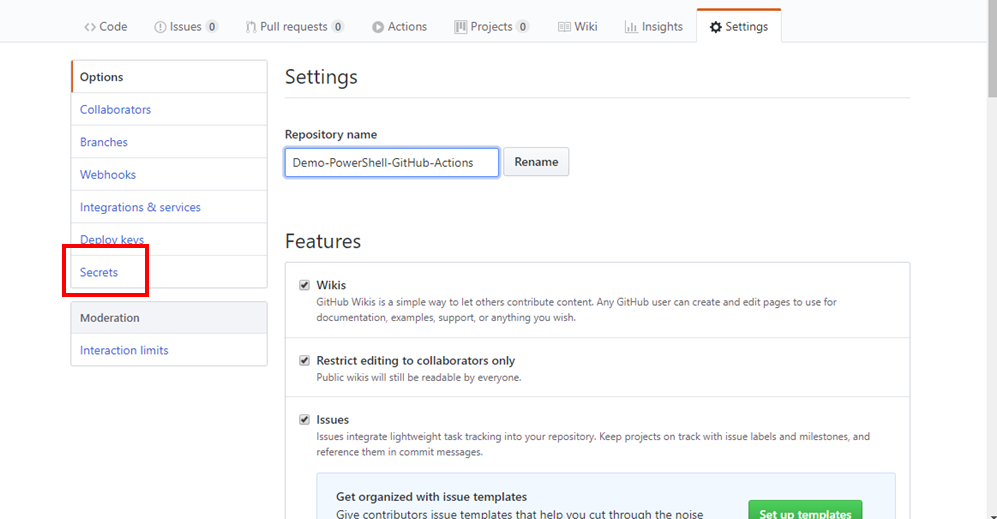 Code Issues 0 Pull requests 0 Actions Projects 0 Wiki Insights Settings
Options
Collaborators
Branches
Webhooks
Integrations & services
Deploy keys
Secrets
Moderation
Interaction limits
Settings
Repository name
Demo-PowerShell-GitHub-Actions Rename
Features
Wikis
GitHub Wikis is a simple way to let others contribute content. Any GitHub user can create and edit pages to use for
documentation, examples, support, or anything you wish.
Restrict editing to collaborators only
Public wikis will still be readable by everyone.
Issues
Issues integrate lightweight task tracking into your repository. Keep projects on track with issue labels and milestones, and
reference them in commit messages.
Get organized with issue templates
Give contributors issue templates that help you cut through the noise
Set up templates